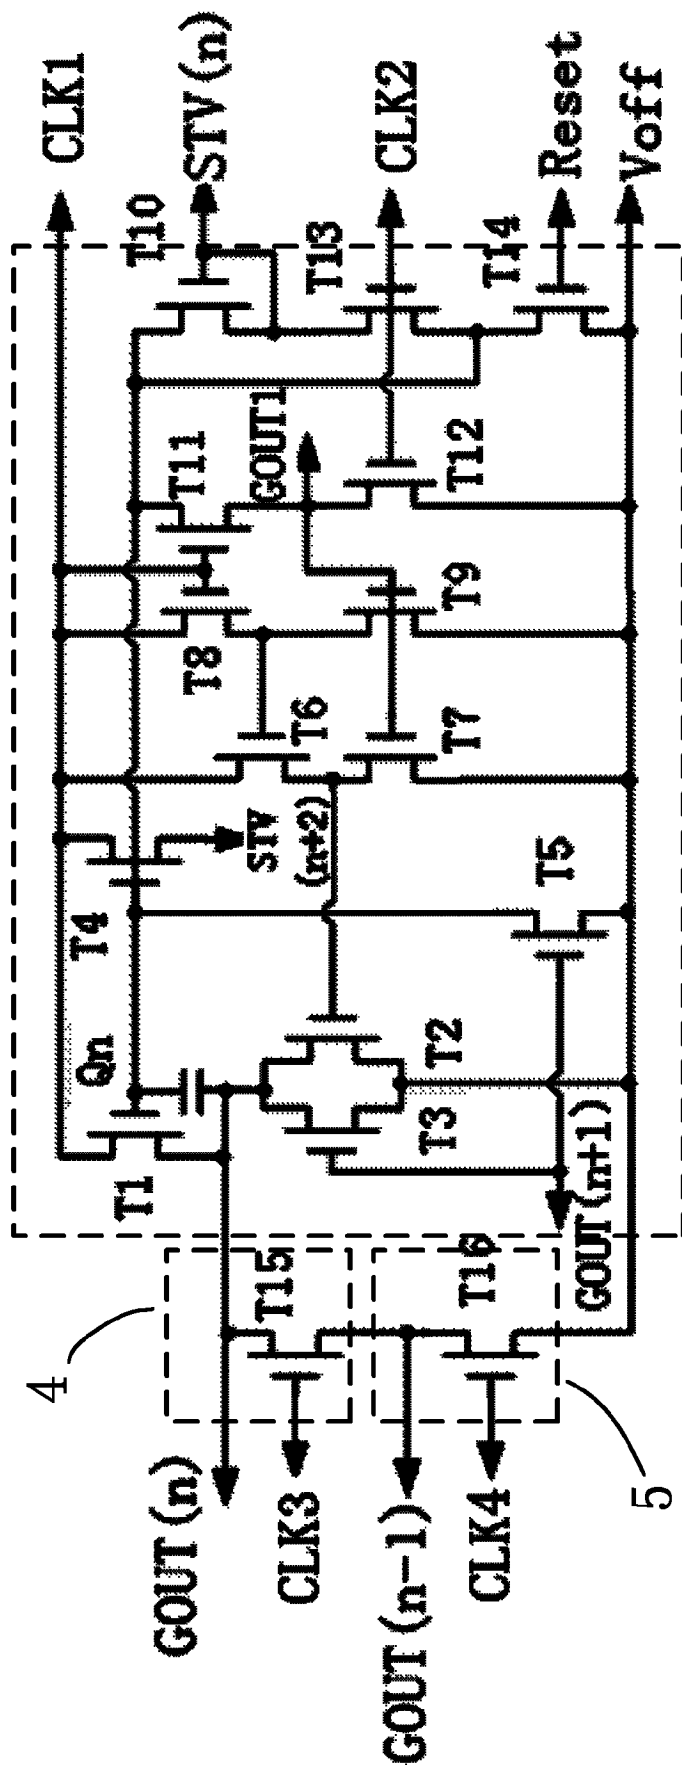 CLK1
STV(n)
CLK2
Reset
Voff
T10
T13
T14
T11
GOUT1
T12
T8
T9
T6
T7
STV
(n+2)
T4
T5
Qn
T2
T3
T1
GOUT(n+1)
T15
T16
4
5
GOUT(n)
CLK3
GOUT(n-1)
CLK4